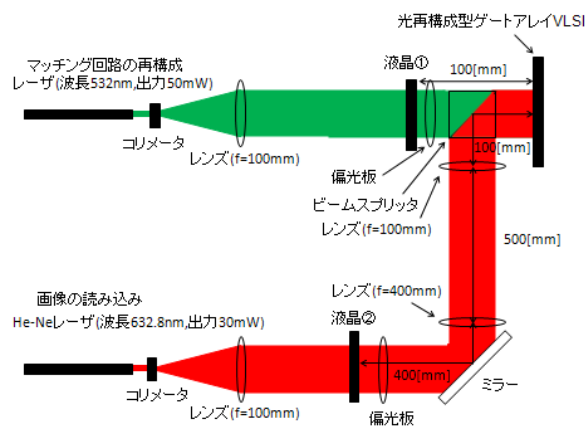 光再構成型ゲートアレイVLSI
マッチング回路の再構成
レーザ(波長532nm,出力50mW)
液晶①
100[mm]
コリメータ
レンズ(f=100mm)
100[mm]
偏光板
ビームスプリッタ
レンズ(f=100mm)
500[mm]
画像の読み込み
He-Neレーザ(波長632.8nm,出力30mW)
レンズ(f=400mm)
液晶②
400[mm]
コリメータ
レンズ(f=100mm)
偏光板
ミラー